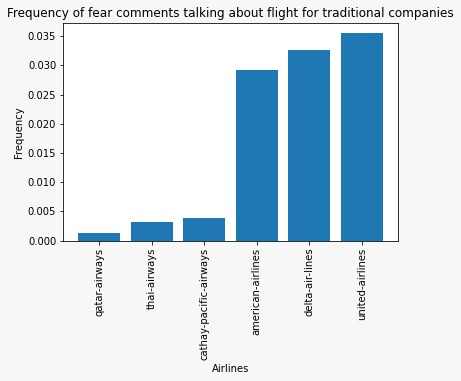 Frequency of fear comments talking about flight for traditional companies
0.035
0.030
0.025
0.020
0.015
0.010
0.005
0.000
Frequency
qatar-airways
thai-airways
cathay-pacific-airways
american-airlines
delta-air-lines
united-airlines
Airlines